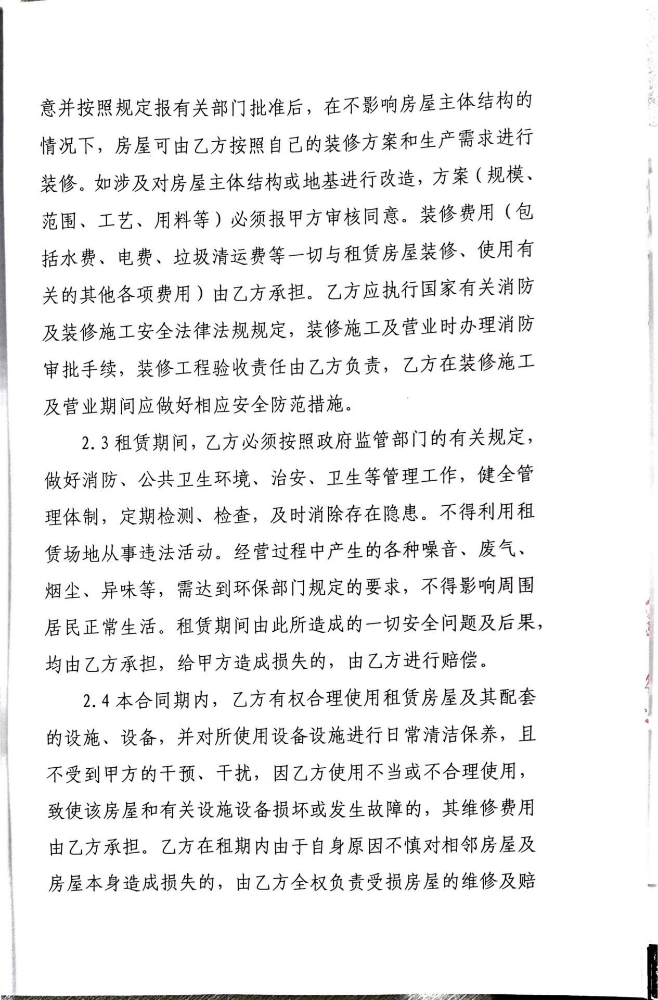 意并按照规定报有关部门批准后，在不影响房屋主体结构的
情况下，房屋可由乙方按照自己的装修方案和生产需求进行
装修。如涉及对房屋主体结构或地基进行改造，方案（规模、
范围、工艺、用料等）必须报甲方审核同意。装修费用（包
括水费、电费、垃圾清运费等一切与租赁房屋装修、使用有
关的其他各项费用）由乙方承担。乙方应执行国家有关消防
及装修施工安全法律法规规定，装修施工及营业时办理消防
审批手续，装修工程验收责任由乙方负责，乙方在装修施工
及营业期间应做好相应安全防范措施。
2.3 租赁期间，乙方必须按照政府监管部门的有关规定，
做好消防、公共卫生环境、治安、卫生等管理工作，健全管
理体制，定期检测、检查，及时消除存在隐患。不得利用租
赁场地从事违法活动。经营过程中产生的各种噪音、废气、
烟尘、异味等，需达到环保部门规定的要求，不得影响周围
居民正常生活。租赁期间由此所造成的一切安全问题及后果，
均由乙方承担，给甲方造成损失的，由乙方进行赔偿。
2.4 本合同期内，乙方有权合理使用租赁房屋及其配套
的设施、设备，并对所使用设备设施进行日常清洁保养，且
不受到甲方的干预、干扰，因乙方使用不当或不合理使用，
致使该房屋和有关设施设备损坏或发生故障的，其维修费用
由乙方承担。乙方在租期内由于自身原因不慎对相邻房屋及
房屋本身造成损失的，由乙方全权负责受损房屋的维修及赔